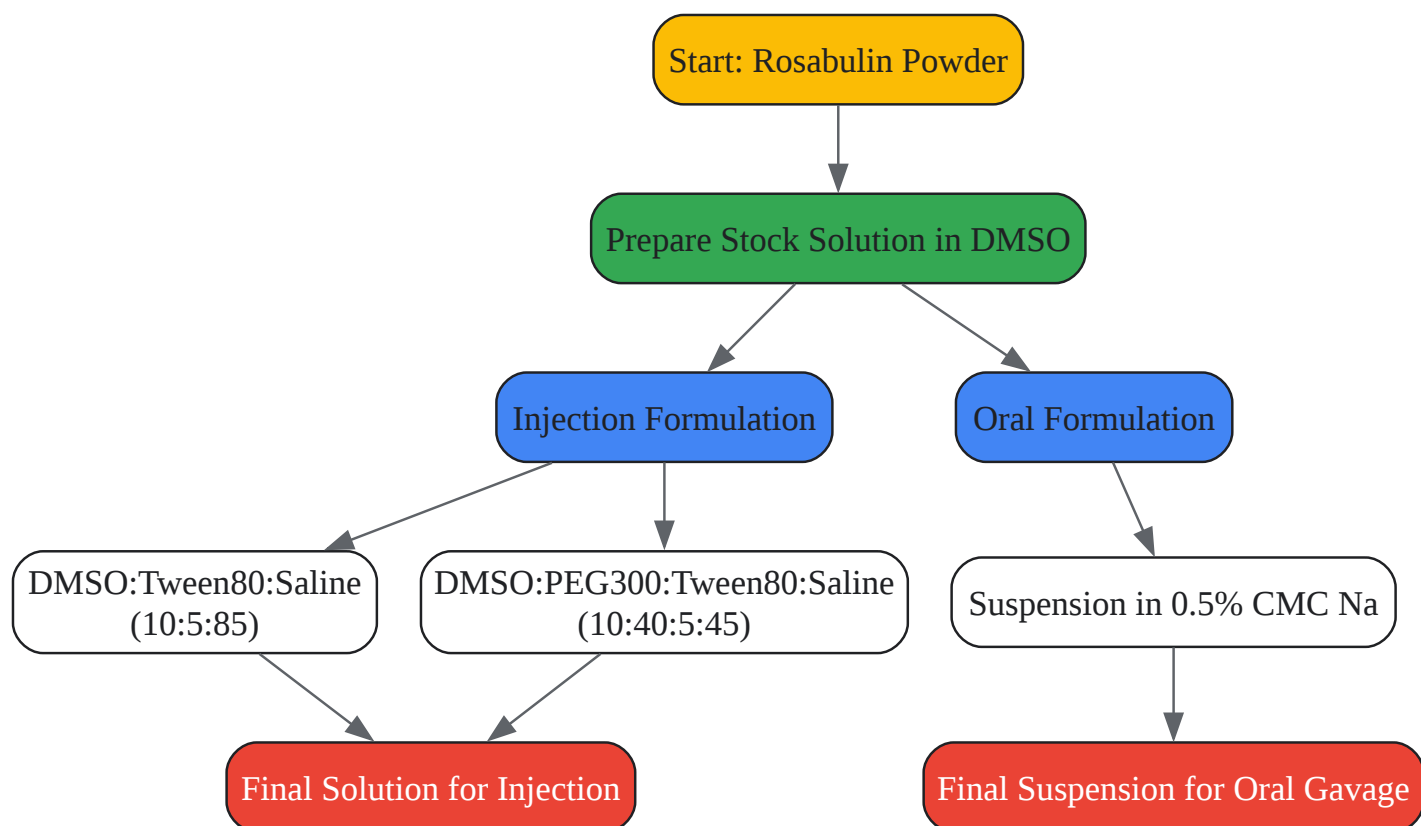 Start: Rosabulin Powder
Prepare Stock Solution in DMSO
Injection Formulation
Oral Formulation
DMSO:Tween80:Saline
(10:5:85)
DMSO:PEG300:Tween80:Saline
(10:40:5:45)
Suspension in 0.5% CMC Na
Final Solution for Injection
Final Suspension for Oral Gavage